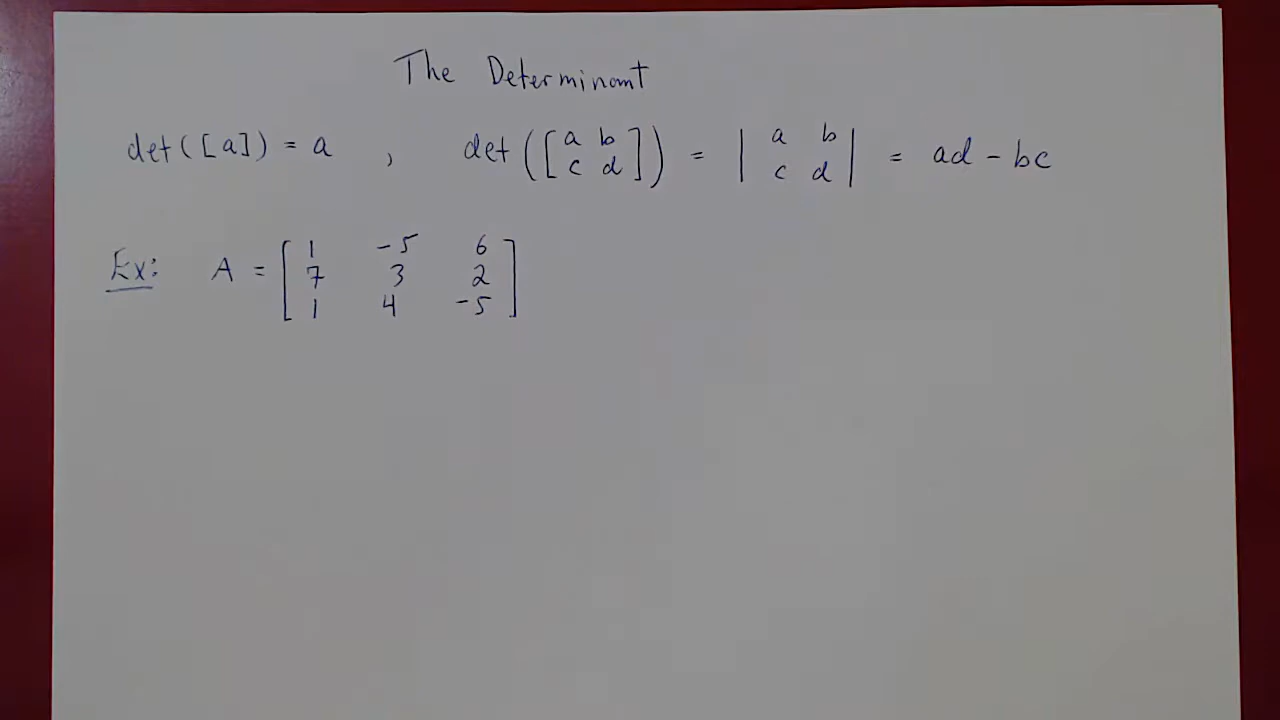 The Determinant
det([a]) = a , det([a b c d]) = |a b c d| = ad - bc
Ex: A = [1 -5 6
7 3 2
1 4 -5]